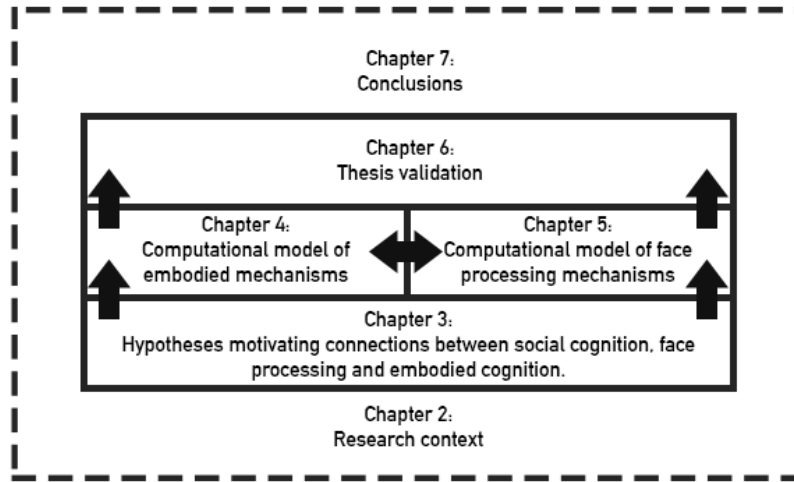 Chapter 7:
Conclusions
Chapter 6:
Thesis validation
Chapter 4:
Computational model of
embodied mechanisms
Chapter 5:
Computational model of face
processing mechanisms
Chapter 3:
Hypotheses motivating connections between social cognition, face
processing and embodied cognition.
Chapter 2:
Research context